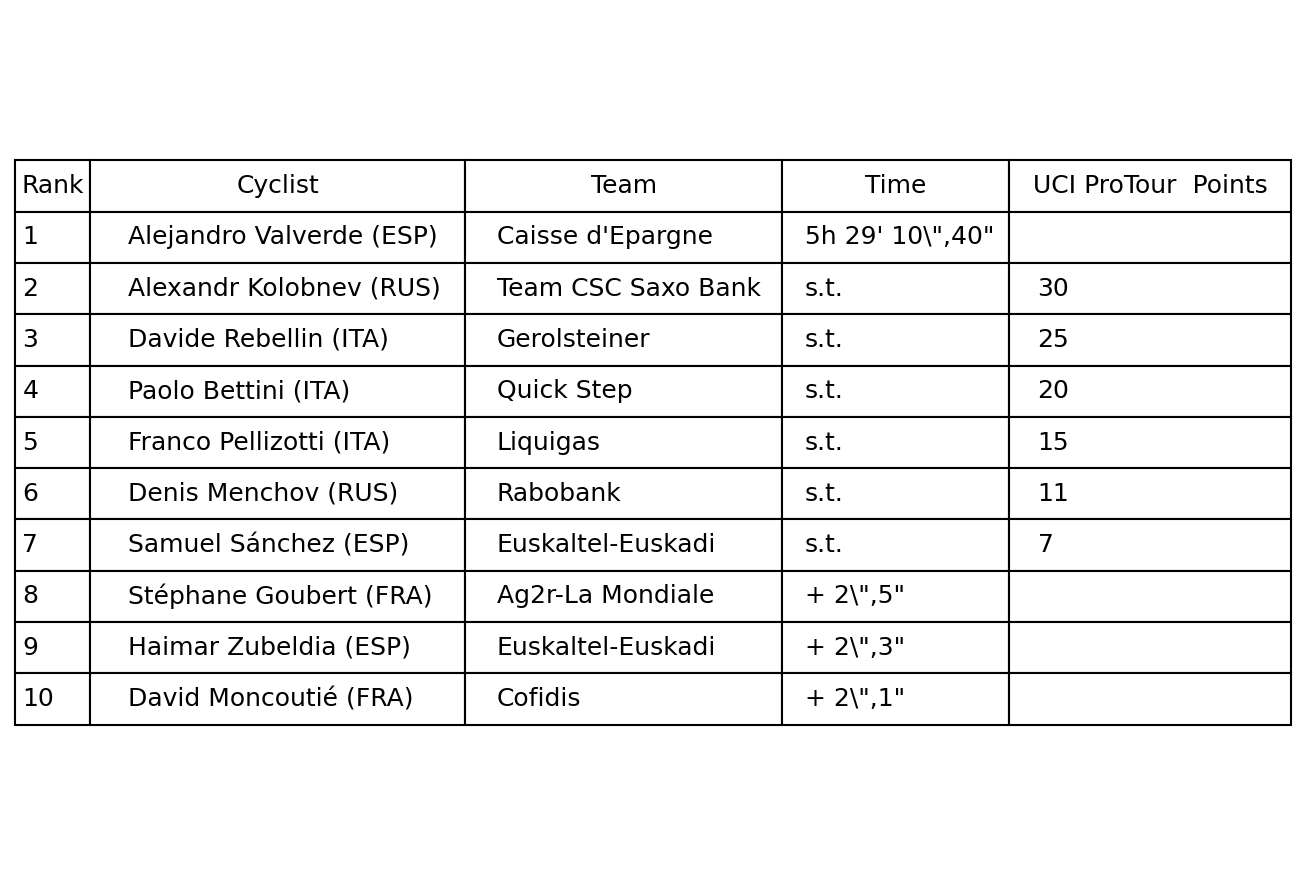 Rank Cyclist Team Time UCI ProTour  Points
1 Alejandro Valverde (ESP) Caisse d'Epargne 5h 29' 10\",40"
2 Alexandr Kolobnev (RUS) Team CSC Saxo Bank s.t. 30
3 Davide Rebellin (ITA) Gerolsteiner s.t. 25
4 Paolo Bettini (ITA) Quick Step s.t. 20
5 Franco Pellizotti (ITA) Liquigas s.t. 15
6 Denis Menchov (RUS) Rabobank s.t. 11
7 Samuel Sánchez (ESP) Euskaltel-Euskadi s.t. 7
8 Stéphane Goubert (FRA) Ag2r-La Mondiale + 2\",5"
9 Haimar Zubeldia (ESP) Euskaltel-Euskadi + 2\",3"
10 David Moncoutié (FRA) Cofidis + 2\",1"